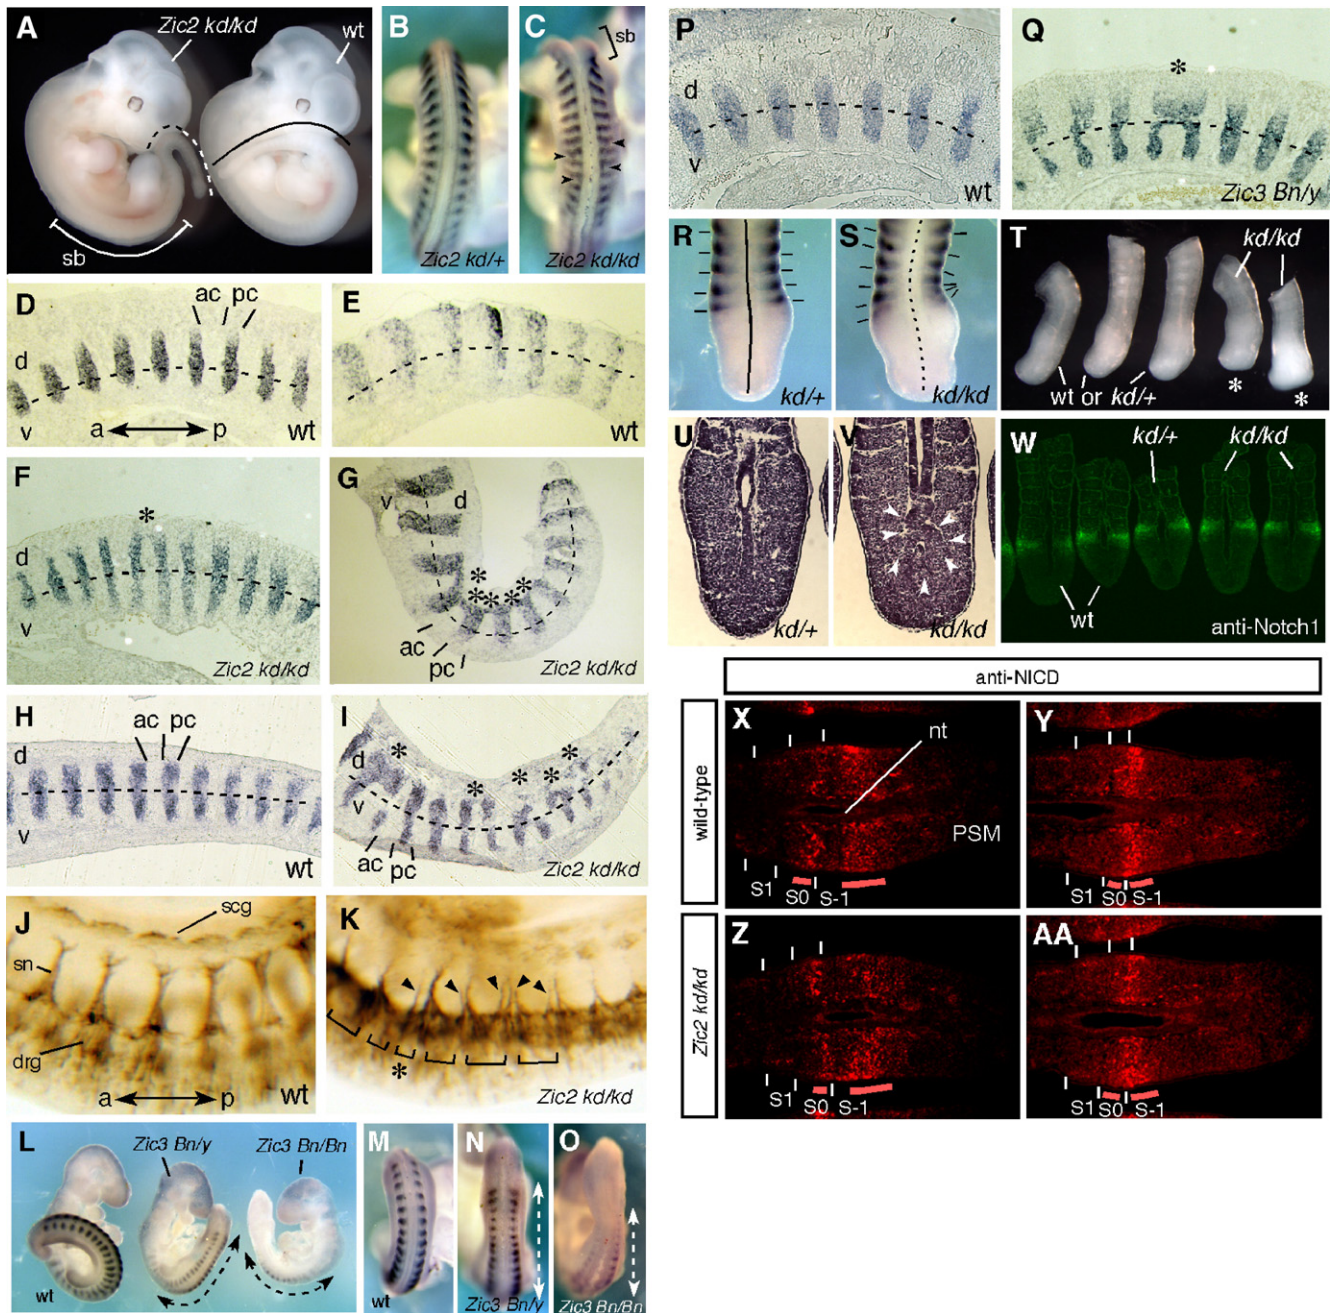 A
Zic2 kd/kd
wt
sb
B
Zic2 kd/+
C
sb
Zic2 kd/kd
D
ac pc
d
v
a p
wt
E
wt
F
*
d
v
Zic2 kd/kd
G
v d
* * * * *
ac
pc
Zic2 kd/kd
H
ac pc
d
v
wt
I
* * * * *
d
v
ac pc
Zic2 kd/kd
J
scg
sn
drg
a p
wt
K
*
Zic2 kd/kd
L
Zic3 Bn/y
Zic3 Bn/Bn
wt
M
wt
N
Zic3 Bn/y
O
Zic3 Bn/Bn
P
d
v
wt
Q
*
Zic3 Bn/y
R
kd/+
S
kd/kd
T
kd/kd
wt or kd/+
* *
U
kd/+
V
kd/kd
W
kd/+
kd/kd
wt
anti-Notch1
anti-NICD
wild-type
X
nt
PSM
S1 S0 S-1
Y
S1 S0 S-1
Zic2 kd/kd
Z
S1 S0 S-1
AA
S1 S0 S-1